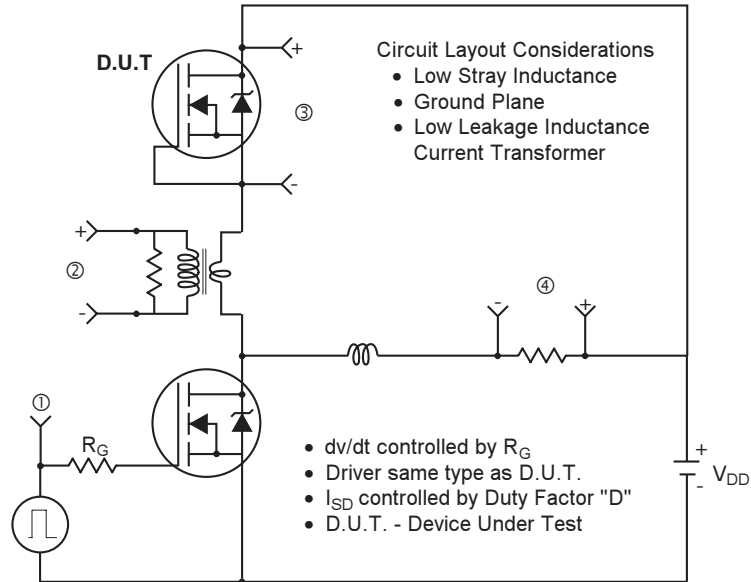 D.U.T
+
③
-
Circuit Layout Considerations
• Low Stray Inductance
• Ground Plane
• Low Leakage Inductance
Current Transformer
+
②
-
④
- +
①
R_G
• dv/dt controlled by R_G
• Driver same type as D.U.T.
• I_SD controlled by Duty Factor "D"
• D.U.T. - Device Under Test
+
-
V_DD